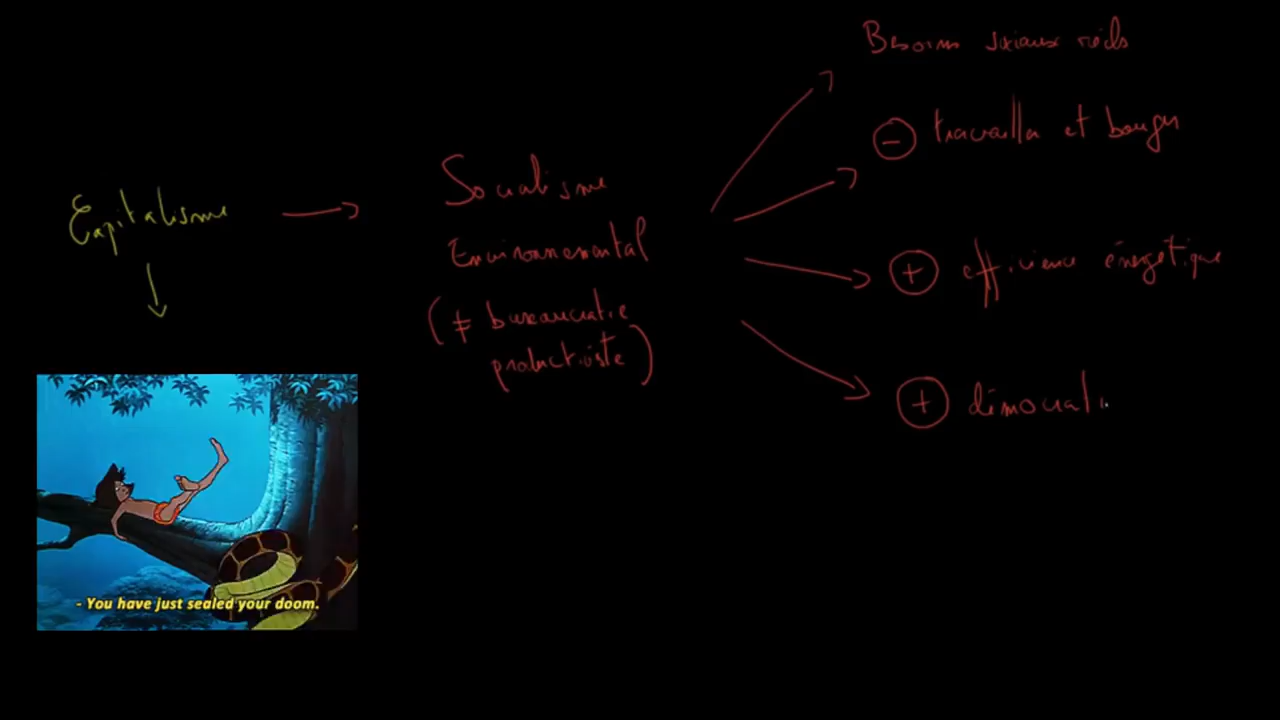 Capitalisme
Socialisme
Environnemental
(≠ bureaucratie
productiviste)
Besoins sociaux réels
- travailler et bouger
+ efficience énergétique
+ démocrati
- You have just sealed your doom.